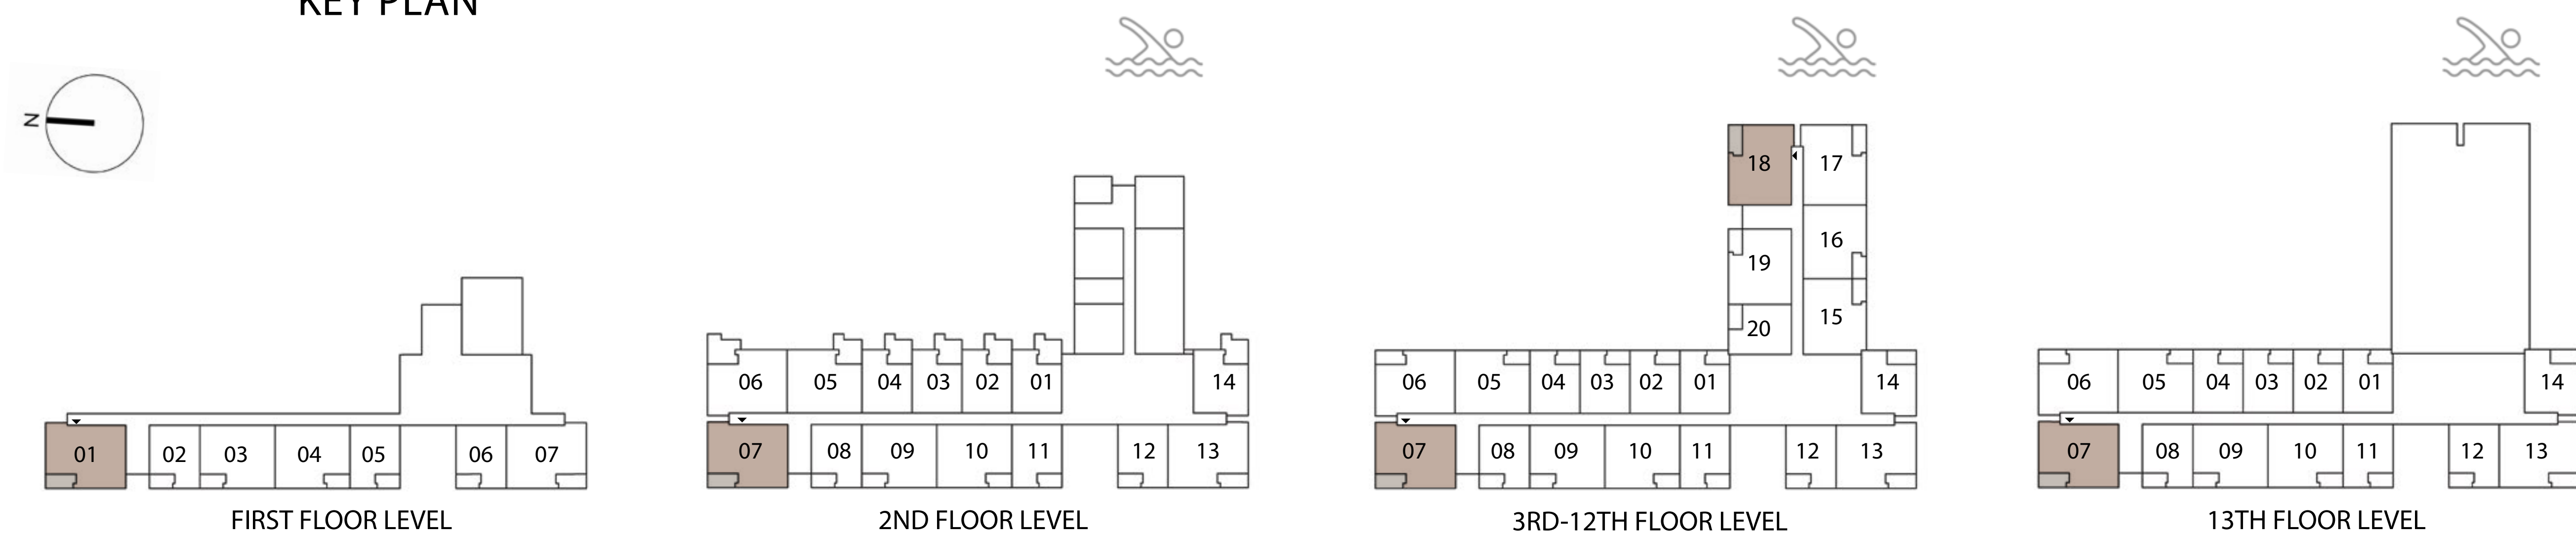 KEY PLAN
N
18 17
16
19
15
20
01
02 03 04 05 06 07
FIRST FLOOR LEVEL
06 05 04 03 02 01 14
07 08 09 10 11 12 13
2ND FLOOR LEVEL
06 05 04 03 02 01 14
07 08 09 10 11 12 13
3RD-12TH FLOOR LEVEL
06 05 04 03 02 01 14
07 08 09 10 11 12 13
13TH FLOOR LEVEL